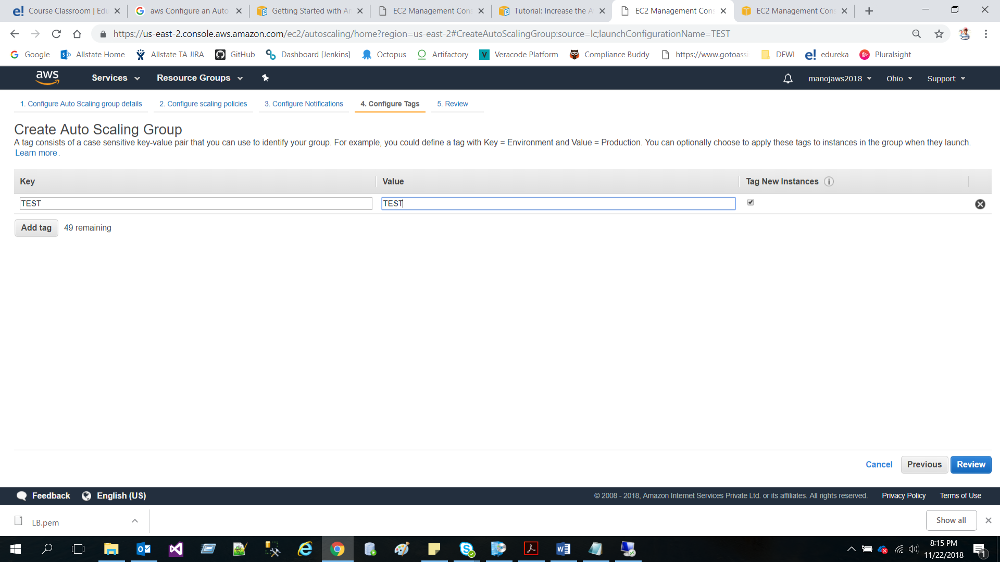 Course Classroom | Edu
aws Configure an Auto
Getting Started with Am
EC2 Management Cons
Tutorial: Increase the A
EC2 Management Cons
EC2 Management Cons
https://us-east-2.console.aws.amazon.com/ec2/autoscaling/home?region=us-east-2#CreateAutoScalingGroup:source=lc;launchConfigurationName=TEST
Google Allstate Home Allstate TA JIRA GitHub Dashboard [Jenkins] Octopus Artifactory Veracode Platform Compliance Buddy https://www.gotoassi DEWI edureka Pluralsight
aws Services Resource Groups manojaws2018 Ohio Support
1. Configure Auto Scaling group details 2. Configure scaling policies 3. Configure Notifications 4. Configure Tags 5. Review
Create Auto Scaling Group
A tag consists of a case sensitive key-value pair that you can use to identify your group. For example, you could define a tag with Key = Environment and Value = Production. You can optionally choose to apply these tags to instances in the group when they launch.
Learn more.
Key Value Tag New Instances
TEST TEST
Add tag 49 remaining
Cancel Previous Review
Feedback English (US) © 2008 - 2018, Amazon Internet Services Private Ltd. or its affiliates. All rights reserved. Privacy Policy Terms of Use
LB.pem Show all
8:15 PM
11/22/2018
1